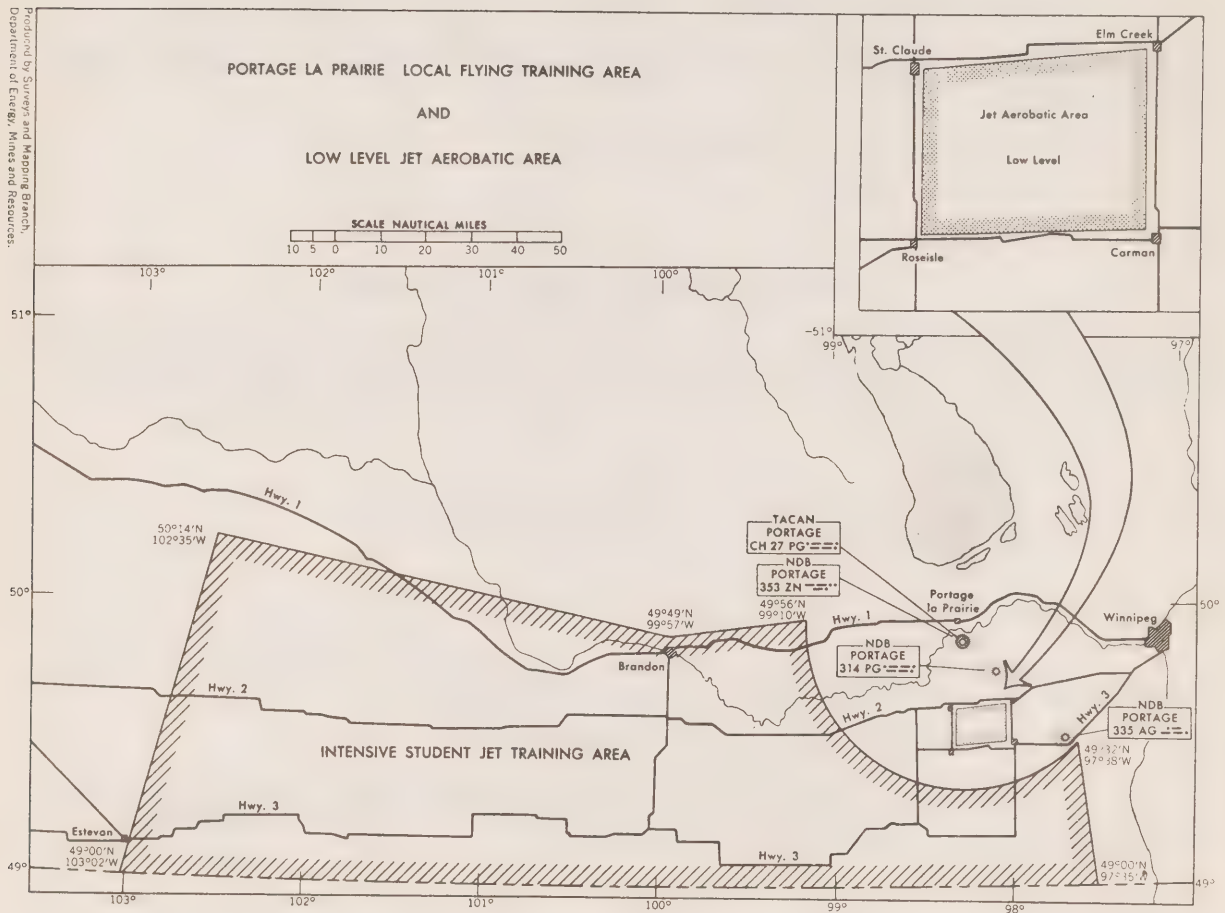 Produced by Surveys and Mapping Branch,
Department of Energy, Mines and Resources.
PORTAGE LA PRAIRIE LOCAL FLYING TRAINING AREA
AND
LOW LEVEL JET AEROBATIC AREA
SCALE NAUTICAL MILES
10 5 0 10 20 30 40 50
St. Claude
Elm Creek
Jet Aerobatic Area
Low Level
Roseisle
Carman
103° 102° 101° 100°
99° 97°
51°
51°
Hwy. 1
50°14'N
102°35'W
TACAN
PORTAGE
CH 27 PG
NDB
PORTAGE
353 ZN
50°
49°49'N
99°57'W
49°56'N
99°10'W
Hwy. 1
Portage
la Prairie
50°
Winnipeg
Brandon
NDB
PORTAGE
314 PG
Hwy. 2
Hwy. 2
Hwy. 3
NDB
PORTAGE
335 AG
INTENSIVE STUDENT JET TRAINING AREA
49°32'N
97°38'W
Hwy. 3
Estevan
49°00'N
103°02'W
Hwy. 3
49°
49°00'N
97°35'W
49°
103° 102° 101° 100° 99° 98°